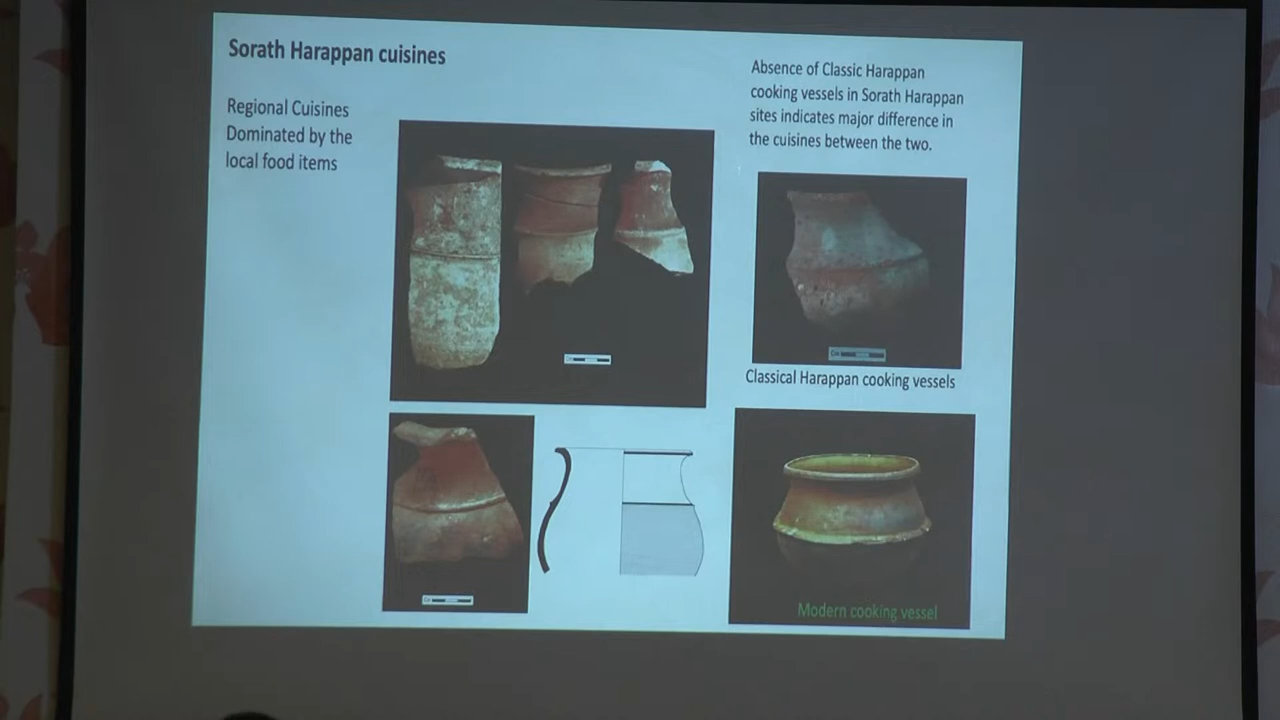 Sorath Harappan cuisines
Regional Cuisines
Dominated by the
local food items
Absence of Classic Harappan
cooking vessels in Sorath Harappan
sites indicates major difference in
the cuisines between the two.
Classical Harappan cooking vessels
Modern cooking vessel